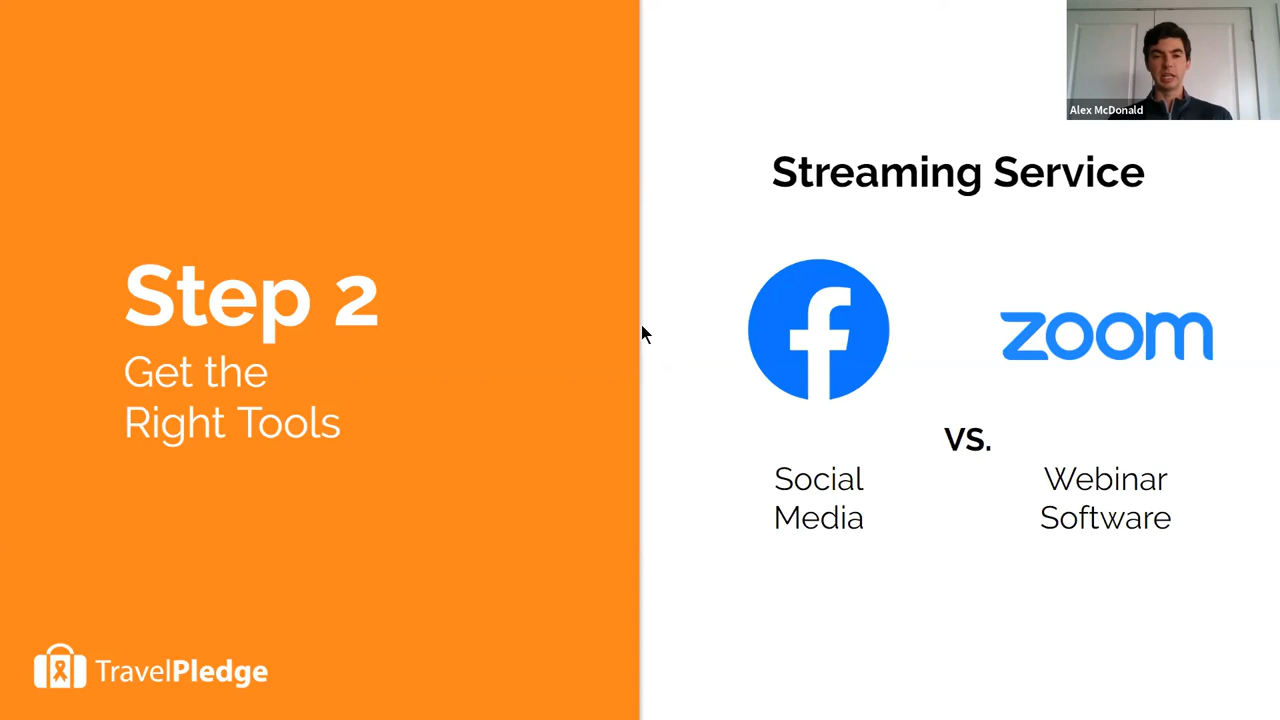 Alex McDonald
Streaming Service
Step 2
Get the
Right Tools
zoom
vs.
Social
Media
Webinar
Software
TravelPledge